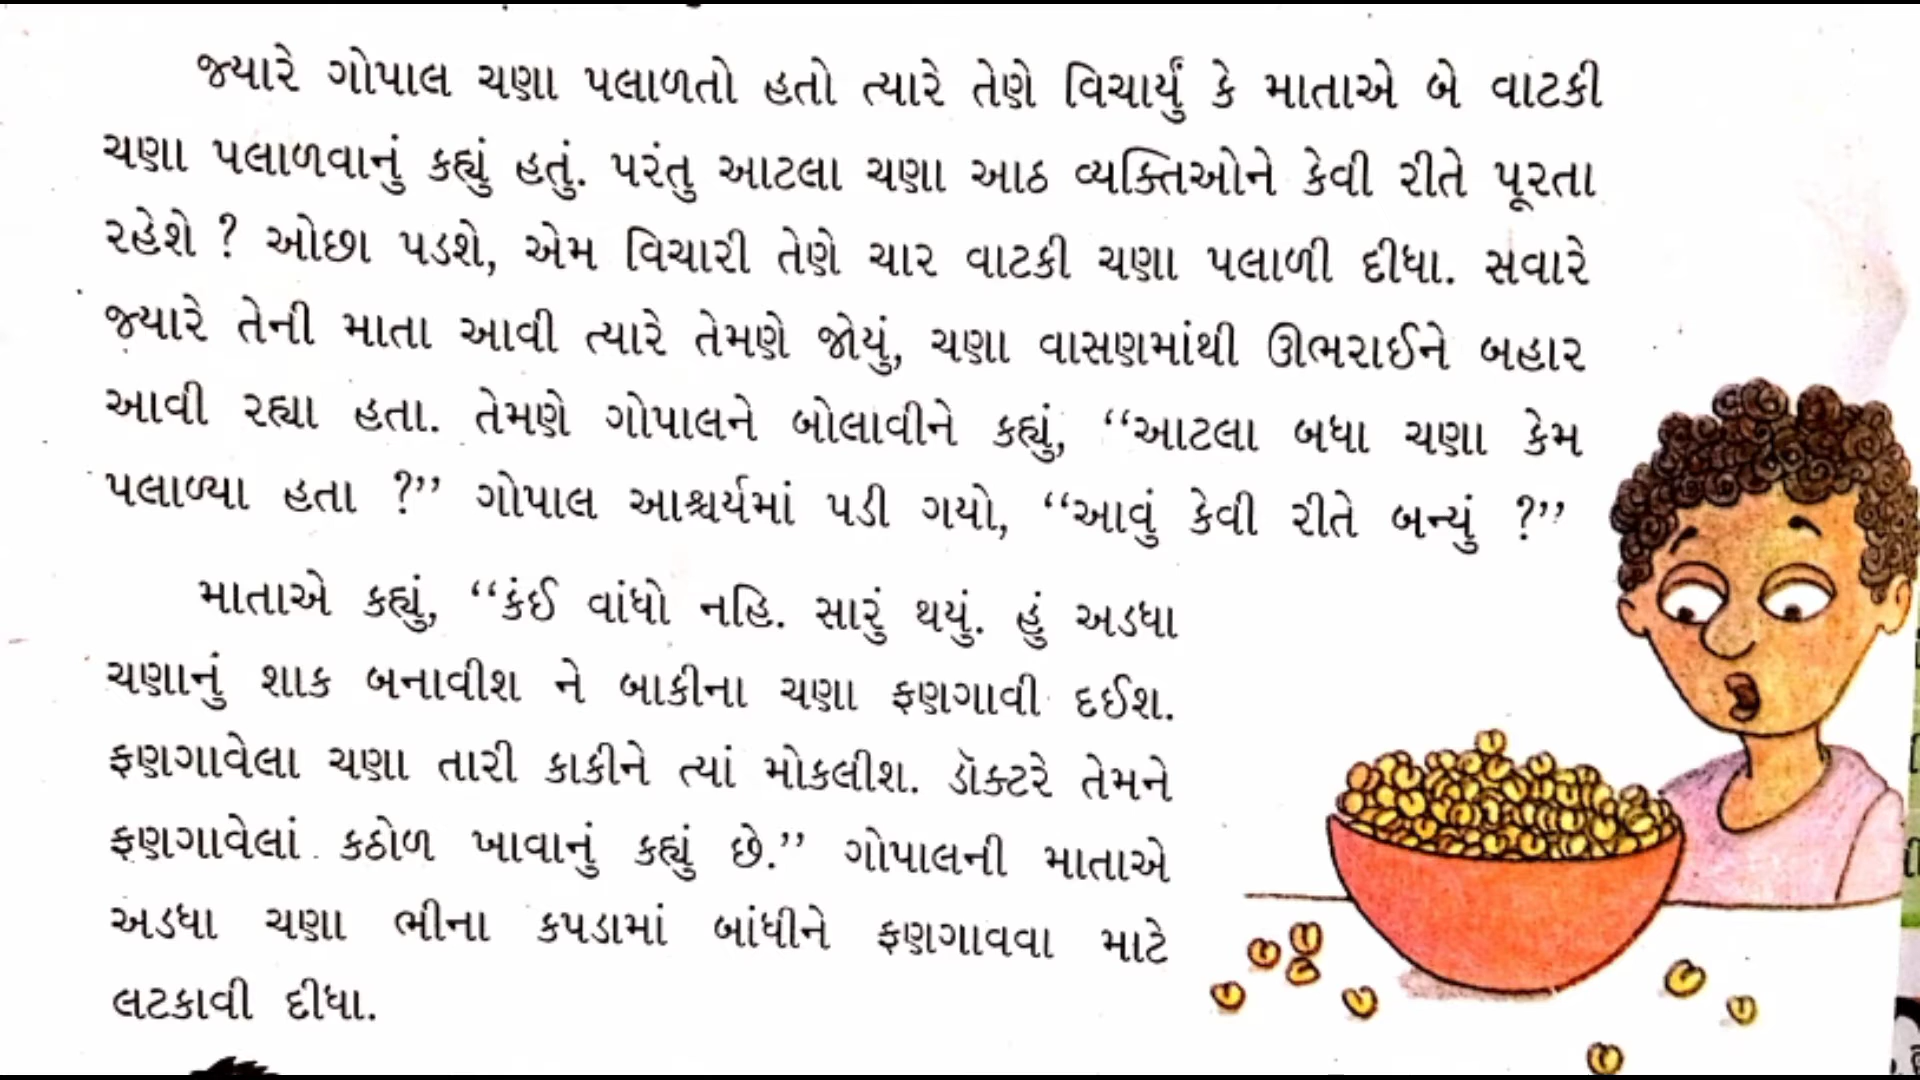 જ્યારે ગોપાલ ચણા પલાળતો હતો ત્યારે તેણે વિચાર્યું કે માતાએ બે વાટકી
ચણા પલાળવાનું કહ્યું હતું. પરંતુ આટલા ચણા આઠ વ્યક્તિઓને કેવી રીતે પૂરતા
રહેશે ? ઓછા પડશે, એમ વિચારી તેણે ચાર વાટકી ચણા પલાળી દીધા. સવારે
જ્યારે તેની માતા આવી ત્યારે તેમણે જોયું, ચણા વાસણમાંથી ઊભરાઈને બહાર
આવી રહ્યા હતા. તેમણે ગોપાલને બોલાવીને કહ્યું, “આટલા બધા ચણા કેમ
પલાળ્યા હતા ?” ગોપાલ આશ્ચર્યમાં પડી ગયો, “આવું કેવી રીતે બન્યું ?”
માતાએ કહ્યું, “કંઈ વાંધો નહિ. સારું થયું. હું અડધા
ચણાનું શાક બનાવીશ ને બાકીના ચણા ફણગાવી દઈશ.
ફણગાવેલા ચણા તારી કાકીને ત્યાં મોકલીશ. ડૉક્ટરે તેમને
ફણગાવેલાં કઠોળ ખાવાનું કહ્યું છે.” ગોપાલની માતાએ
અડધા ચણા ભીના કપડામાં બાંધીને ફણગાવવા માટે
લટકાવી દીધા.